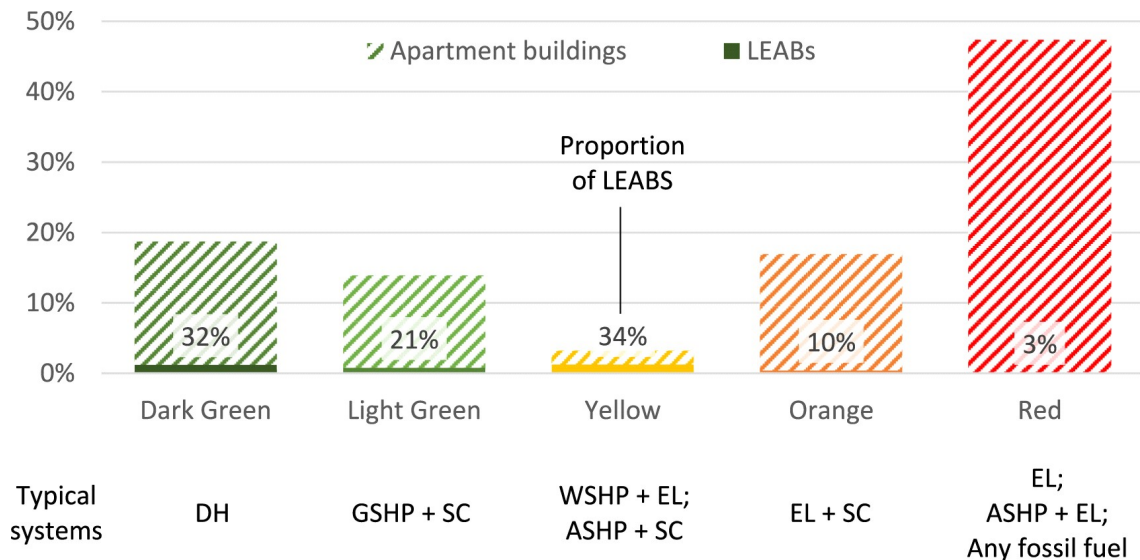 50%
Apartment buildings
LEABs
40%
Proportion
of LEABS
30%
20%
10%
32%
21%
34%
10%
3%
0%
Dark Green
Light Green
Yellow
Orange
Red
Typical
systems
DH
GSHP + SC
WSHP + EL;
ASHP + SC
EL + SC
EL;
ASHP + EL;
Any fossil fuel